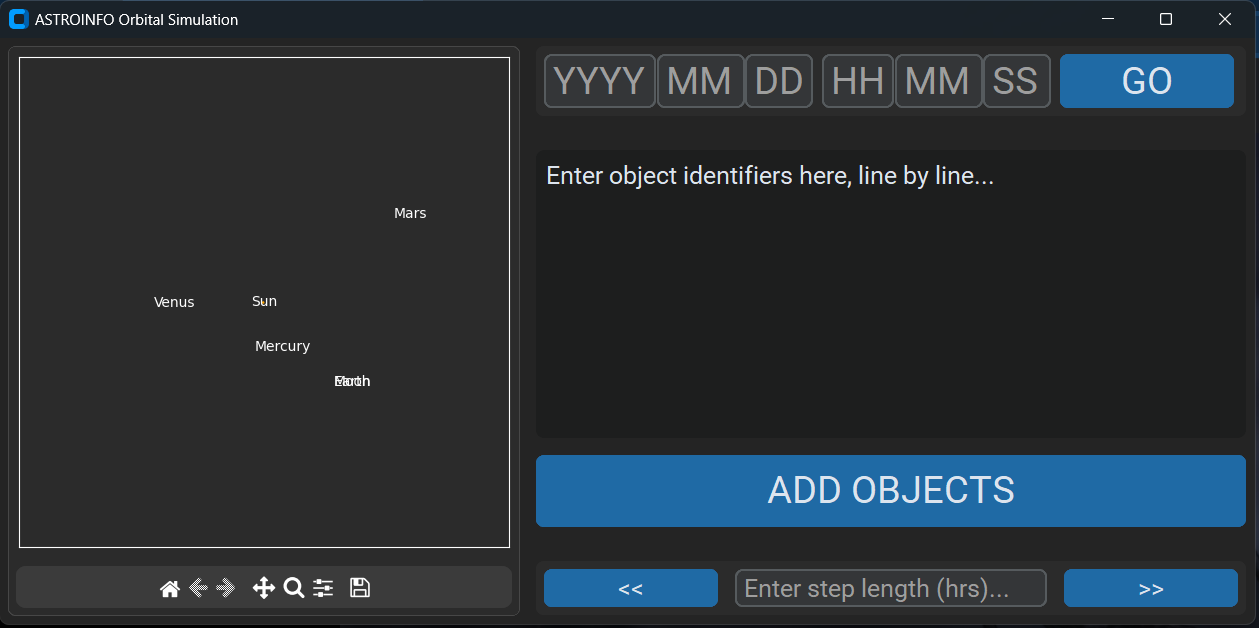 ASTROINFO Orbital Simulation
Mars
Venus
Sun
Mercury
Earth
Moon
YYYY MM DD HH MM SS GO
Enter object identifiers here, line by line...
ADD OBJECTS
<< Enter step length (hrs)... >>